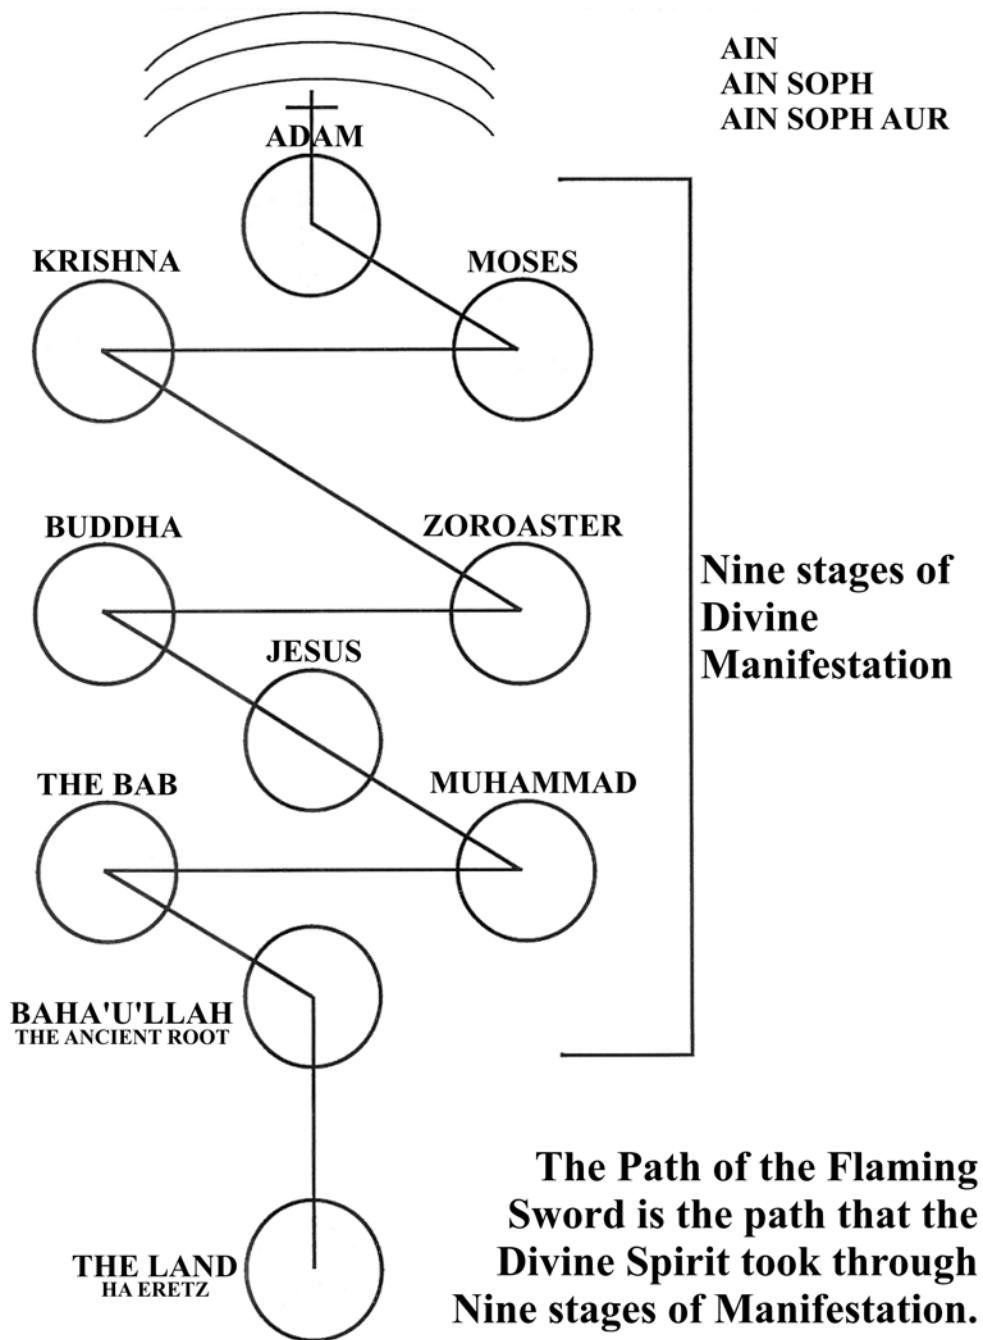 AIN
AIN SOPH
AIN SOPH AUR
ADAM
KRISHNA
MOSES
BUDDHA
ZOROASTER
Nine stages of
Divine
Manifestation
JESUS
THE BAB
MUHAMMAD
BAHA'U'LLAH
THE ANCIENT ROOT
The Path of the Flaming
Sword is the path that the
Divine Spirit took through
Nine stages of Manifestation.
THE LAND
HA ERETZ